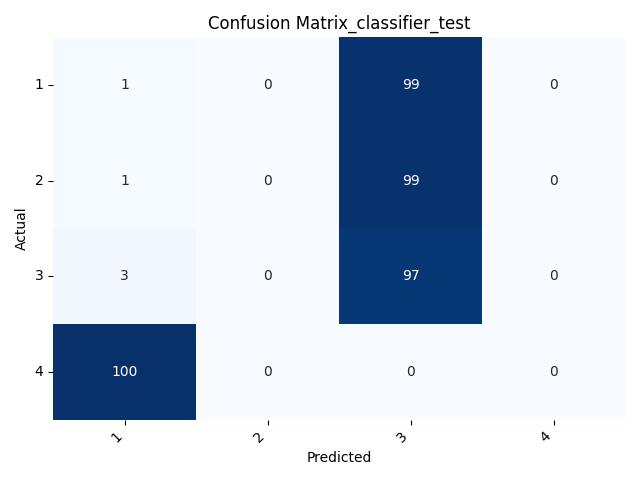 Confusion Matrix_classifier_test
1 1 0 99 0
2 1 0 99 0
3 3 0 97 0
4 100 0 0 0
Actual
1 2 3 4
Predicted